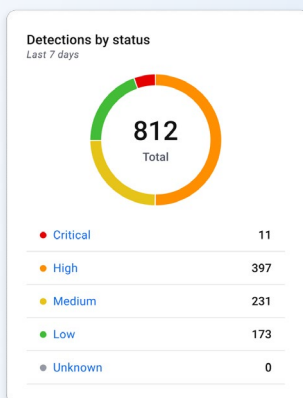 Detections by status
Last 7 days
812
Total
Critical 11
High 397
Medium 231
Low 173
Unknown 0